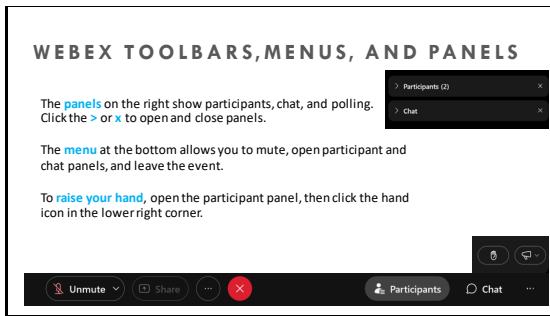 WEBEX TOOLBARS,MENUS, AND PANELS
Participants (2)
Chat
The panels on the right show participants, chat, and polling.
Click the > or x to open and close panels.
The menu at the bottom allows you to mute, open participant and
chat panels, and leave the event.
To raise your hand, open the participant panel, then click the hand
icon in the lower right corner.
Unmute Share ... Participants Chat ...